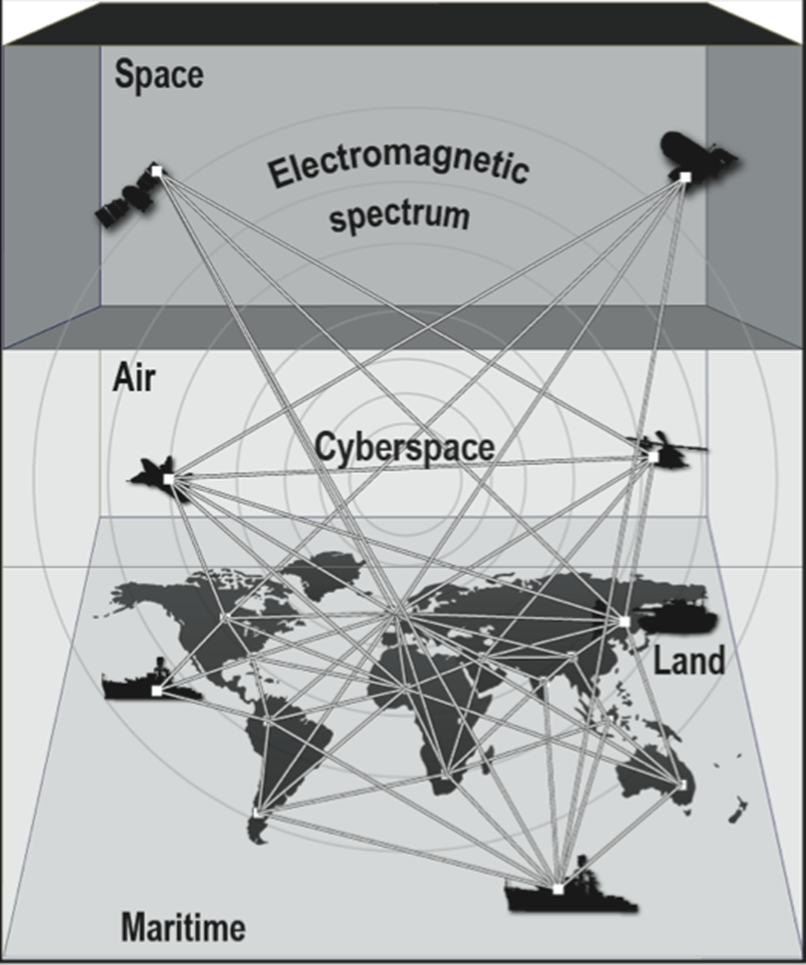 Space
Electromagnetic
spectrum
Air
Cyberspace
Land
Maritime